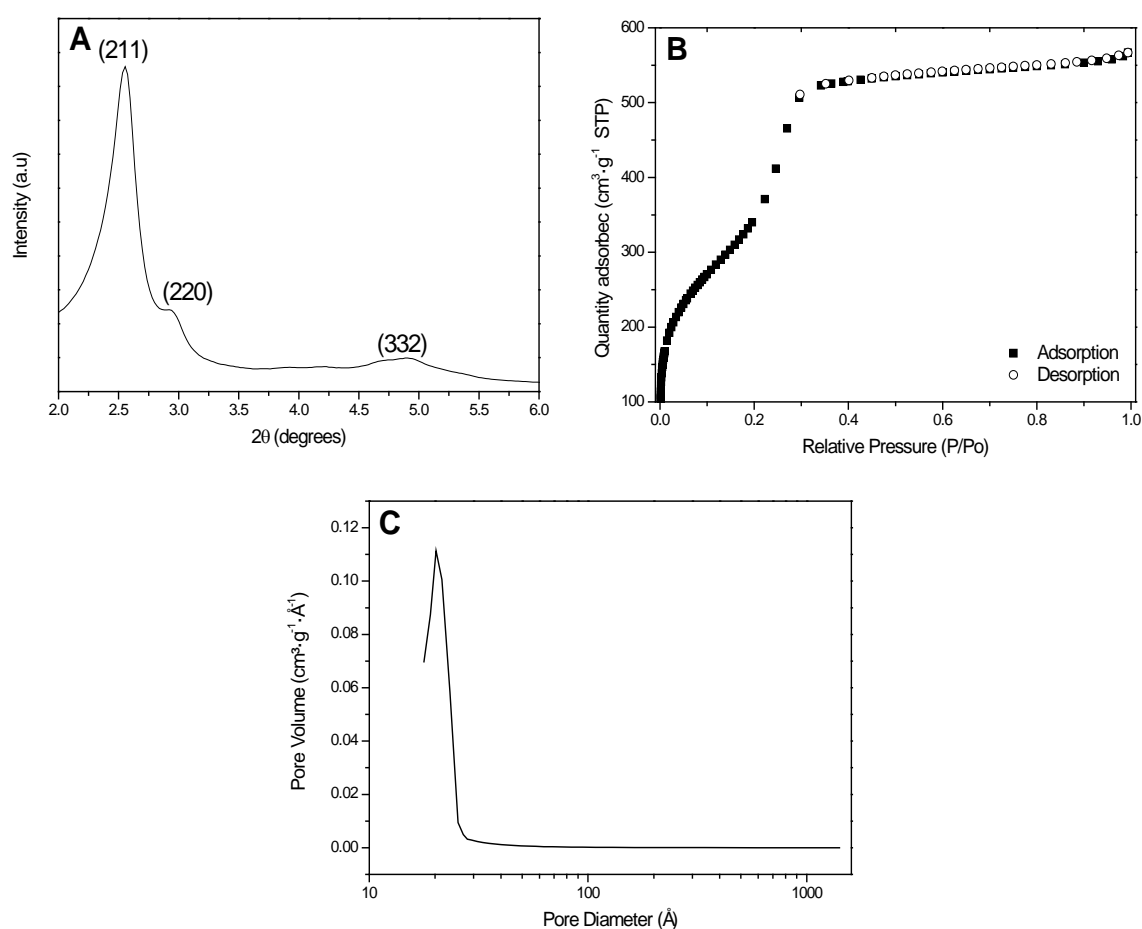 A
(211)
(220)
(332)
Intensity (a.u)
2.0 2.5 3.0 3.5 4.0 4.5 5.0 5.5 6.0
2θ (degrees)
B
600
500
400
300
200
100
Quantity adsorbec (cm³·g⁻¹ STP)
Adsorption
Desorption
0.0 0.2 0.4 0.6 0.8 1.0
Relative Pressure (P/Po)
C
0.12
0.10
0.08
0.06
0.04
0.02
0.00
Pore Volume (cm³·g⁻¹·Å⁻¹)
10 100 1000
Pore Diameter (Å)